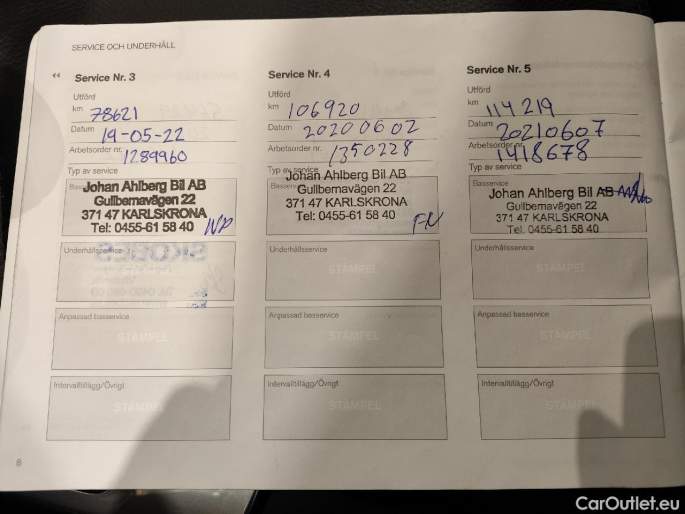 SERVICE OCH UNDERHÅLL
Service Nr. 3
Utförd
km 78621
Datum 19-05-22
Arbetsorder nr. 1289960
Typ av service
Johan Ahlberg Bil AB
Gullbernavägen 22
371 47 KARLSKRONA
Tel: 0455-61 58 40
Underhållsservice
Anpassad basservice
STÄMPEL
Intervalltillägg/Övrigt
STÄMPEL
Service Nr. 4
Utförd
km 106920
Datum 20200602
Arbetsorder nr. 1350228
Typ av service
Johan Ahlberg Bil AB
Gullbernavägen 22
371 47 KARLSKRONA
Tel: 0455-61 58 40
Underhållsservice
STÄMPEL
Anpassad basservice
STÄMPEL
Intervalltillägg/Övrigt
STÄMPEL
Service Nr. 5
Utförd
km 114219
Datum 20210607
Arbetsorder nr. 1418678
Typ av service
Basservice
Johan Ahlberg Bil AB
Gullbernavägen 22
371 47 KARLSKRONA
Tel. 0455-61 58 40
Underhållsservice
STÄMPEL
Anpassad basservice
STÄMPEL
Intervalltillägg/Övrigt
STÄMPEL
8
CarOutlet.eu